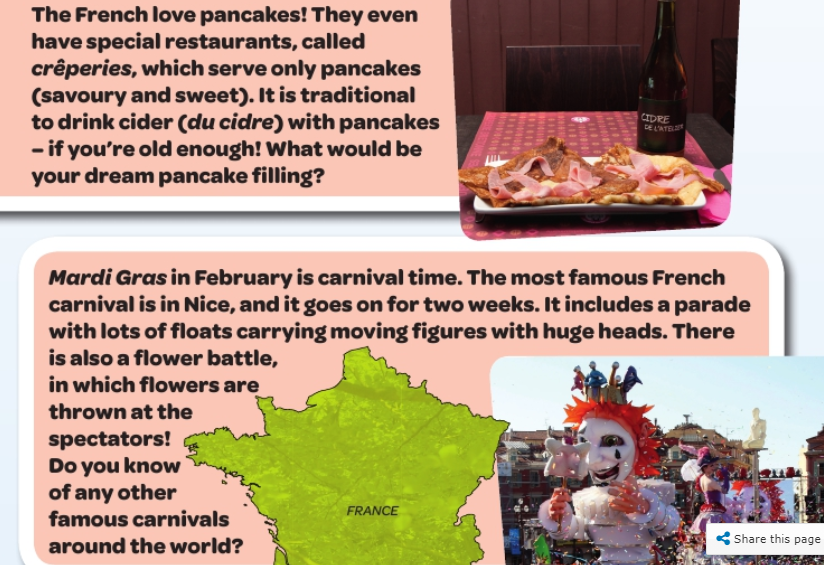 The French love pancakes! They even
have special restaurants, called
crêperies, which serve only pancakes
(savoury and sweet). It is traditional
to drink cider (du cidre) with pancakes
– if you're old enough! What would be
your dream pancake filling?
CIDRE
DE L'ATELIER
Mardi Gras in February is carnival time. The most famous French
carnival is in Nice, and it goes on for two weeks. It includes a parade
with lots of floats carrying moving figures with huge heads. There
is also a flower battle,
in which flowers are
thrown at the
spectators!
Do you know
of any other
famous carnivals
around the world?
FRANCE
Share this page